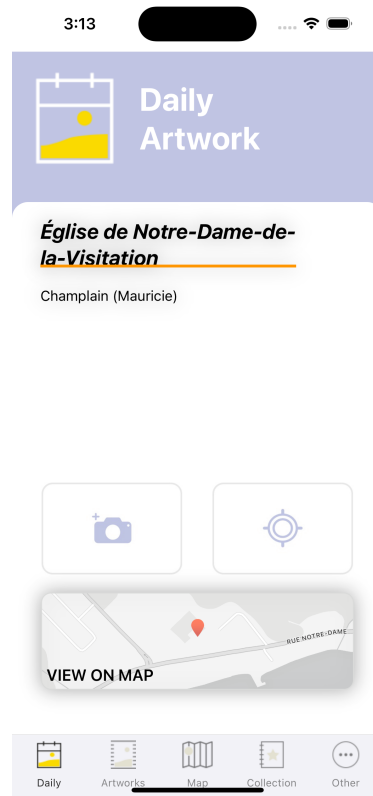 3:13
Daily
Artwork
Église de Notre-Dame-de-
la-Visitation
Champlain (Mauricie)
RUE NOTRE-DAME
VIEW ON MAP
Daily
Artworks
Map
Collection
Other